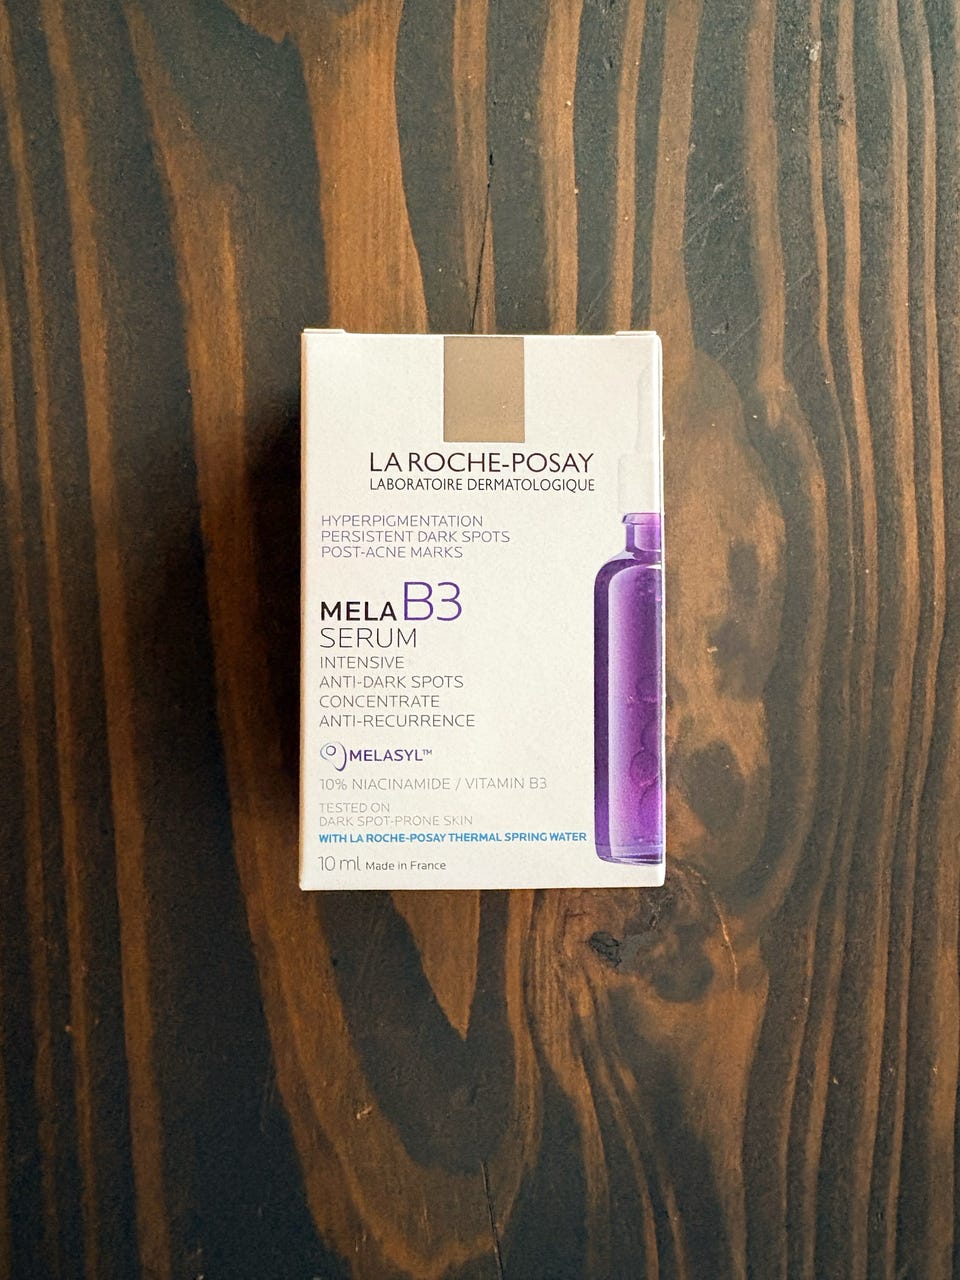 LA ROCHE-POSAY
LABORATOIRE DERMATOLOGIQUE
HYPERPIGMENTATION
PERSISTENT DARK SPOTS
POST-ACNE MARKS
MELA B3
SERUM
INTENSIVE
ANTI-DARK SPOTS
CONCENTRATE
ANTI-RECURRENCE
MELASYL™
10% NIACINAMIDE / VITAMIN B3
TESTED ON
DARK SPOT-PRONE SKIN
WITH LA ROCHE-POSAY THERMAL SPRING WATER
10 ml Made in France